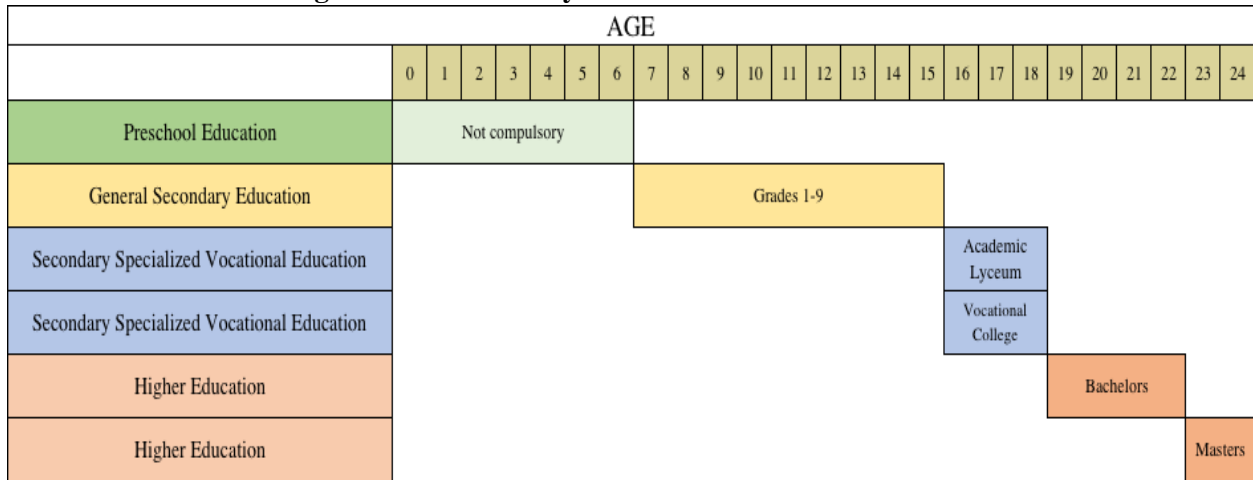 AGE
0 1 2 3 4 5 6 7 8 9 10 11 12 13 14 15 16 17 18 19 20 21 22 23 24
Preschool Education
Not compulsory
General Secondary Education
Grades 1-9
Secondary Specialized Vocational Education
Academic
Lyceum
Secondary Specialized Vocational Education
Vocational
College
Higher Education
Bachelors
Higher Education
Masters